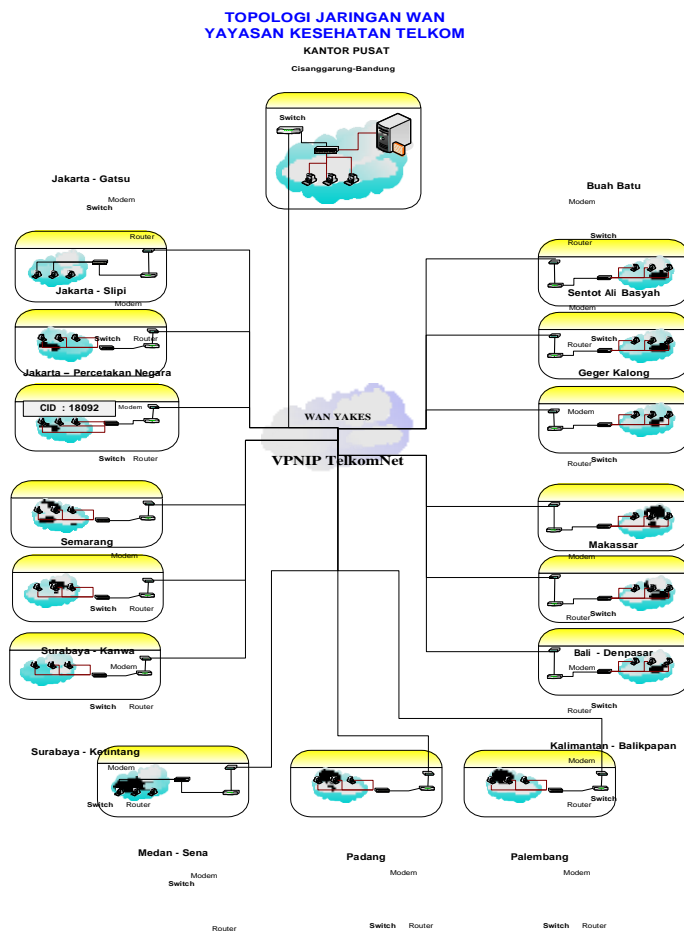 TOPOLOGI JARINGAN WAN
YAYASAN KESEHATAN TELKOM
KANTOR PUSAT
Cisanggarung-Bandung
Switch
Jakarta - Gatsu
Modem
Switch
Router
Jakarta - Slipi
Modem
Switch Router
Jakarta – Percetakan Negara
CID : 18092
Modem
Switch Router
Semarang
Modem
Switch Router
Surabaya - Kanwa
Modem
Switch Router
Surabaya - Ketintang
Modem
Switch Router
Medan - Sena
Modem
Switch
Router
WAN YAKES
VPNIP TelkomNet
Buah Batu
Modem
Switch
Router
Sentot Ali Basyah
Modem
Switch
Router
Geger Kalong
Modem
Switch
Router
Makassar
Modem
Switch
Router
Bali - Denpasar
Modem
Switch
Router
Kalimantan - Balikpapan
Modem
Switch
Router
Padang
Modem
Switch Router
Palembang
Modem
Switch Router